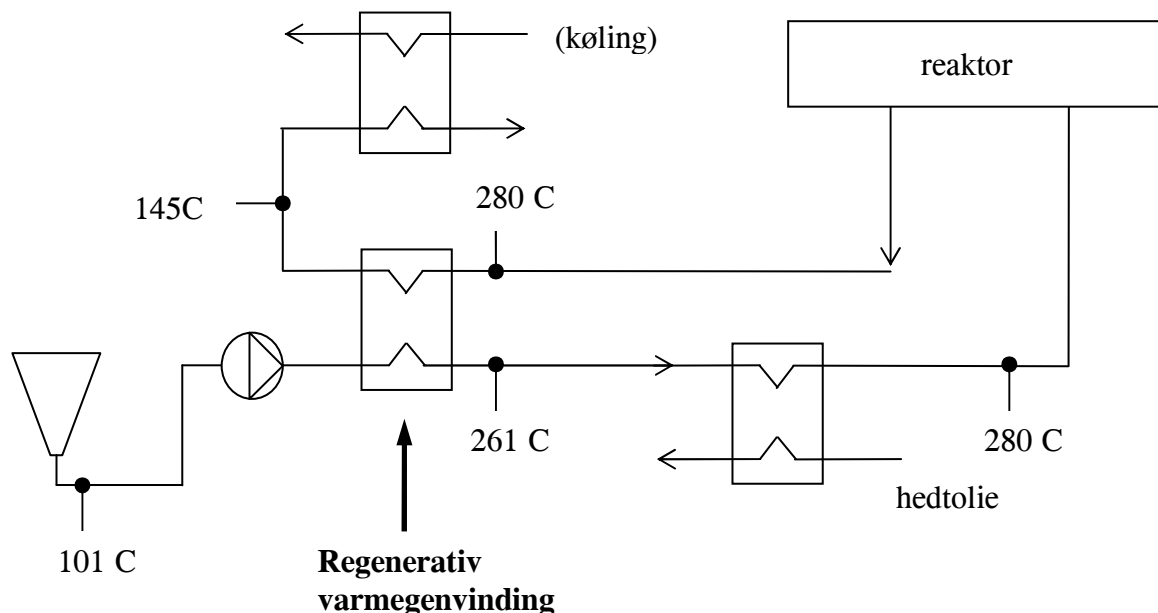 (køling)
reaktor
145C
280 C
261 C
280 C
hedtolie
101 C
Regenerativ
varmegenvinding